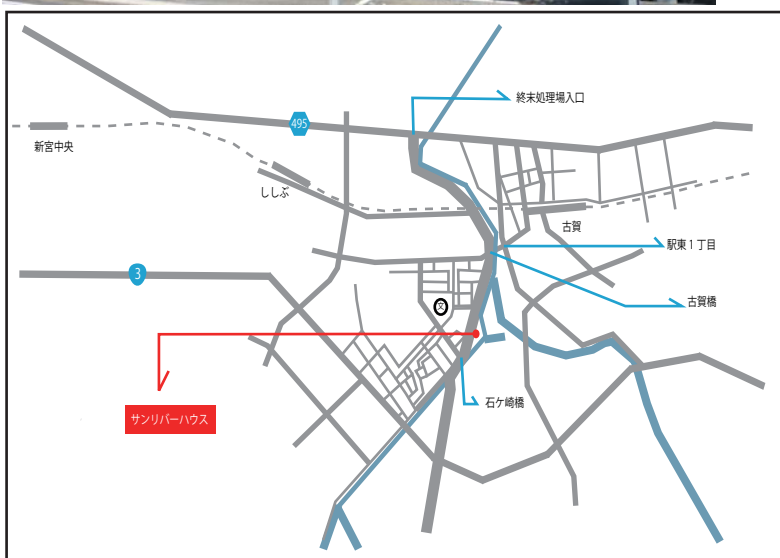 終末処理場入口
495
新宮中央
ししぶ
古賀
駅東1丁目
3
古賀橋
文
石ケ崎橋
サンリバーハウス